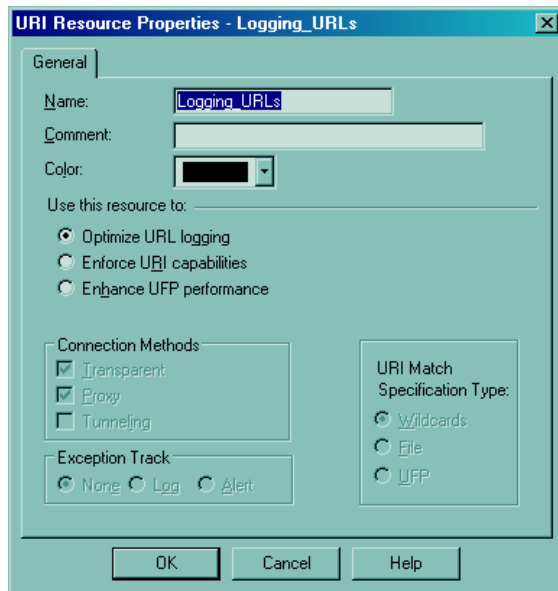 URI Resource Properties - Logging_URLs
General
Name:
Logging_URLs
Comment:
Color:
Use this resource to:
Optimize URL logging
Enforce URI capabilities
Enhance UFP performance
Connection Methods
Transparent
Proxy
Tunneling
Exception Track
None Log Alert
URI Match
Specification Type:
Wildcards
File
UFP
OK Cancel Help